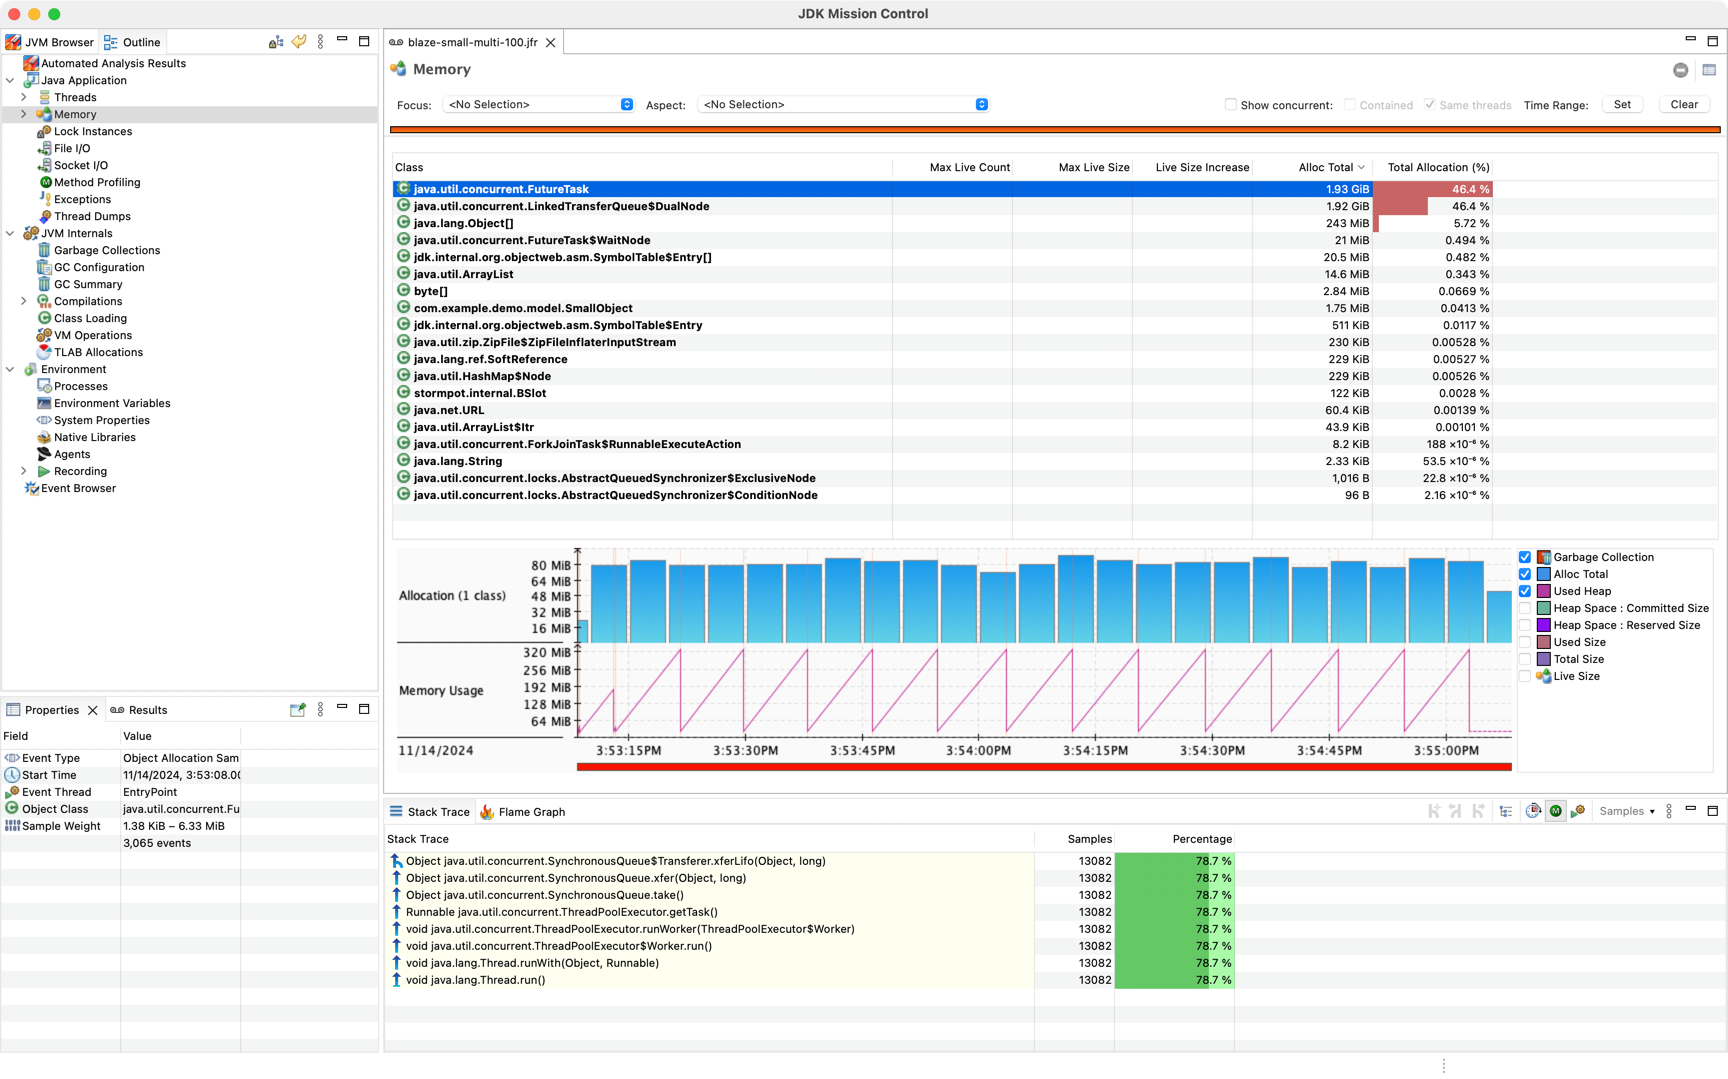 JDK Mission Control
JVM Browser
Outline
Automated Analysis Results
Java Application
Threads
Memory
Lock Instances
File I/O
Socket I/O
Method Profiling
Exceptions
Thread Dumps
JVM Internals
Garbage Collections
GC Configuration
GC Summary
Compilations
Class Loading
VM Operations
TLAB Allocations
Environment
Processes
Environment Variables
System Properties
Native Libraries
Agents
Recording
Event Browser
Properties
Results
Field Value
Event Type Object Allocation Sam
Start Time 11/14/2024, 3:53:08.00
Event Thread EntryPoint
Object Class java.util.concurrent.Fu
Sample Weight 1.38 KiB – 6.33 MiB
3,065 events
blaze-small-multi-100.jfr
Memory
Focus: <No Selection> Aspect: <No Selection> Show concurrent: Contained Same threads Time Range: Set Clear
Class Max Live Count Max Live Size Live Size Increase Alloc Total Total Allocation (%)
java.util.concurrent.FutureTask 1.93 GiB 46.4 %
java.util.concurrent.LinkedTransferQueue$DualNode 1.92 GiB 46.4 %
java.lang.Object[] 243 MiB 5.72 %
java.util.concurrent.FutureTask$WaitNode 21 MiB 0.494 %
jdk.internal.org.objectweb.asm.SymbolTable$Entry[] 20.5 MiB 0.482 %
java.util.ArrayList 14.6 MiB 0.343 %
byte[] 2.84 MiB 0.0669 %
com.example.demo.model.SmallObject 1.75 MiB 0.0413 %
jdk.internal.org.objectweb.asm.SymbolTable$Entry 511 KiB 0.0117 %
java.util.zip.ZipFile$ZipFileInflaterInputStream 230 KiB 0.00528 %
java.lang.ref.SoftReference 229 KiB 0.00527 %
java.util.HashMap$Node 229 KiB 0.00526 %
stormpot.internal.BSlot 122 KiB 0.0028 %
java.net.URL 60.4 KiB 0.00139 %
java.util.ArrayList$Itr 43.9 KiB 0.00101 %
java.util.concurrent.ForkJoinTask$RunnableExecuteAction 8.2 KiB 188 ×10⁻⁶ %
java.lang.String 2.33 KiB 53.5 ×10⁻⁶ %
java.util.concurrent.locks.AbstractQueuedSynchronizer$ExclusiveNode 1,016 B 22.8 ×10⁻⁶ %
java.util.concurrent.locks.AbstractQueuedSynchronizer$ConditionNode 96 B 2.16 ×10⁻⁶ %
Allocation (1 class)
80 MiB
64 MiB
48 MiB
32 MiB
16 MiB
Memory Usage
320 MiB
256 MiB
192 MiB
128 MiB
64 MiB
11/14/2024 3:53:15PM 3:53:30PM 3:53:45PM 3:54:00PM 3:54:15PM 3:54:30PM 3:54:45PM 3:55:00PM
Garbage Collection
Alloc Total
Used Heap
Heap Space : Committed Size
Heap Space : Reserved Size
Used Size
Total Size
Live Size
Stack Trace
Flame Graph
Samples
Stack Trace Samples Percentage
Object java.util.concurrent.SynchronousQueue$Transferer.xferLifo(Object, long) 13082 78.7 %
Object java.util.concurrent.SynchronousQueue.xfer(Object, long) 13082 78.7 %
Object java.util.concurrent.SynchronousQueue.take() 13082 78.7 %
Runnable java.util.concurrent.ThreadPoolExecutor.getTask() 13082 78.7 %
void java.util.concurrent.ThreadPoolExecutor.runWorker(ThreadPoolExecutor$Worker) 13082 78.7 %
void java.util.concurrent.ThreadPoolExecutor$Worker.run() 13082 78.7 %
void java.lang.Thread.runWith(Object, Runnable) 13082 78.7 %
void java.lang.Thread.run() 13082 78.7 %